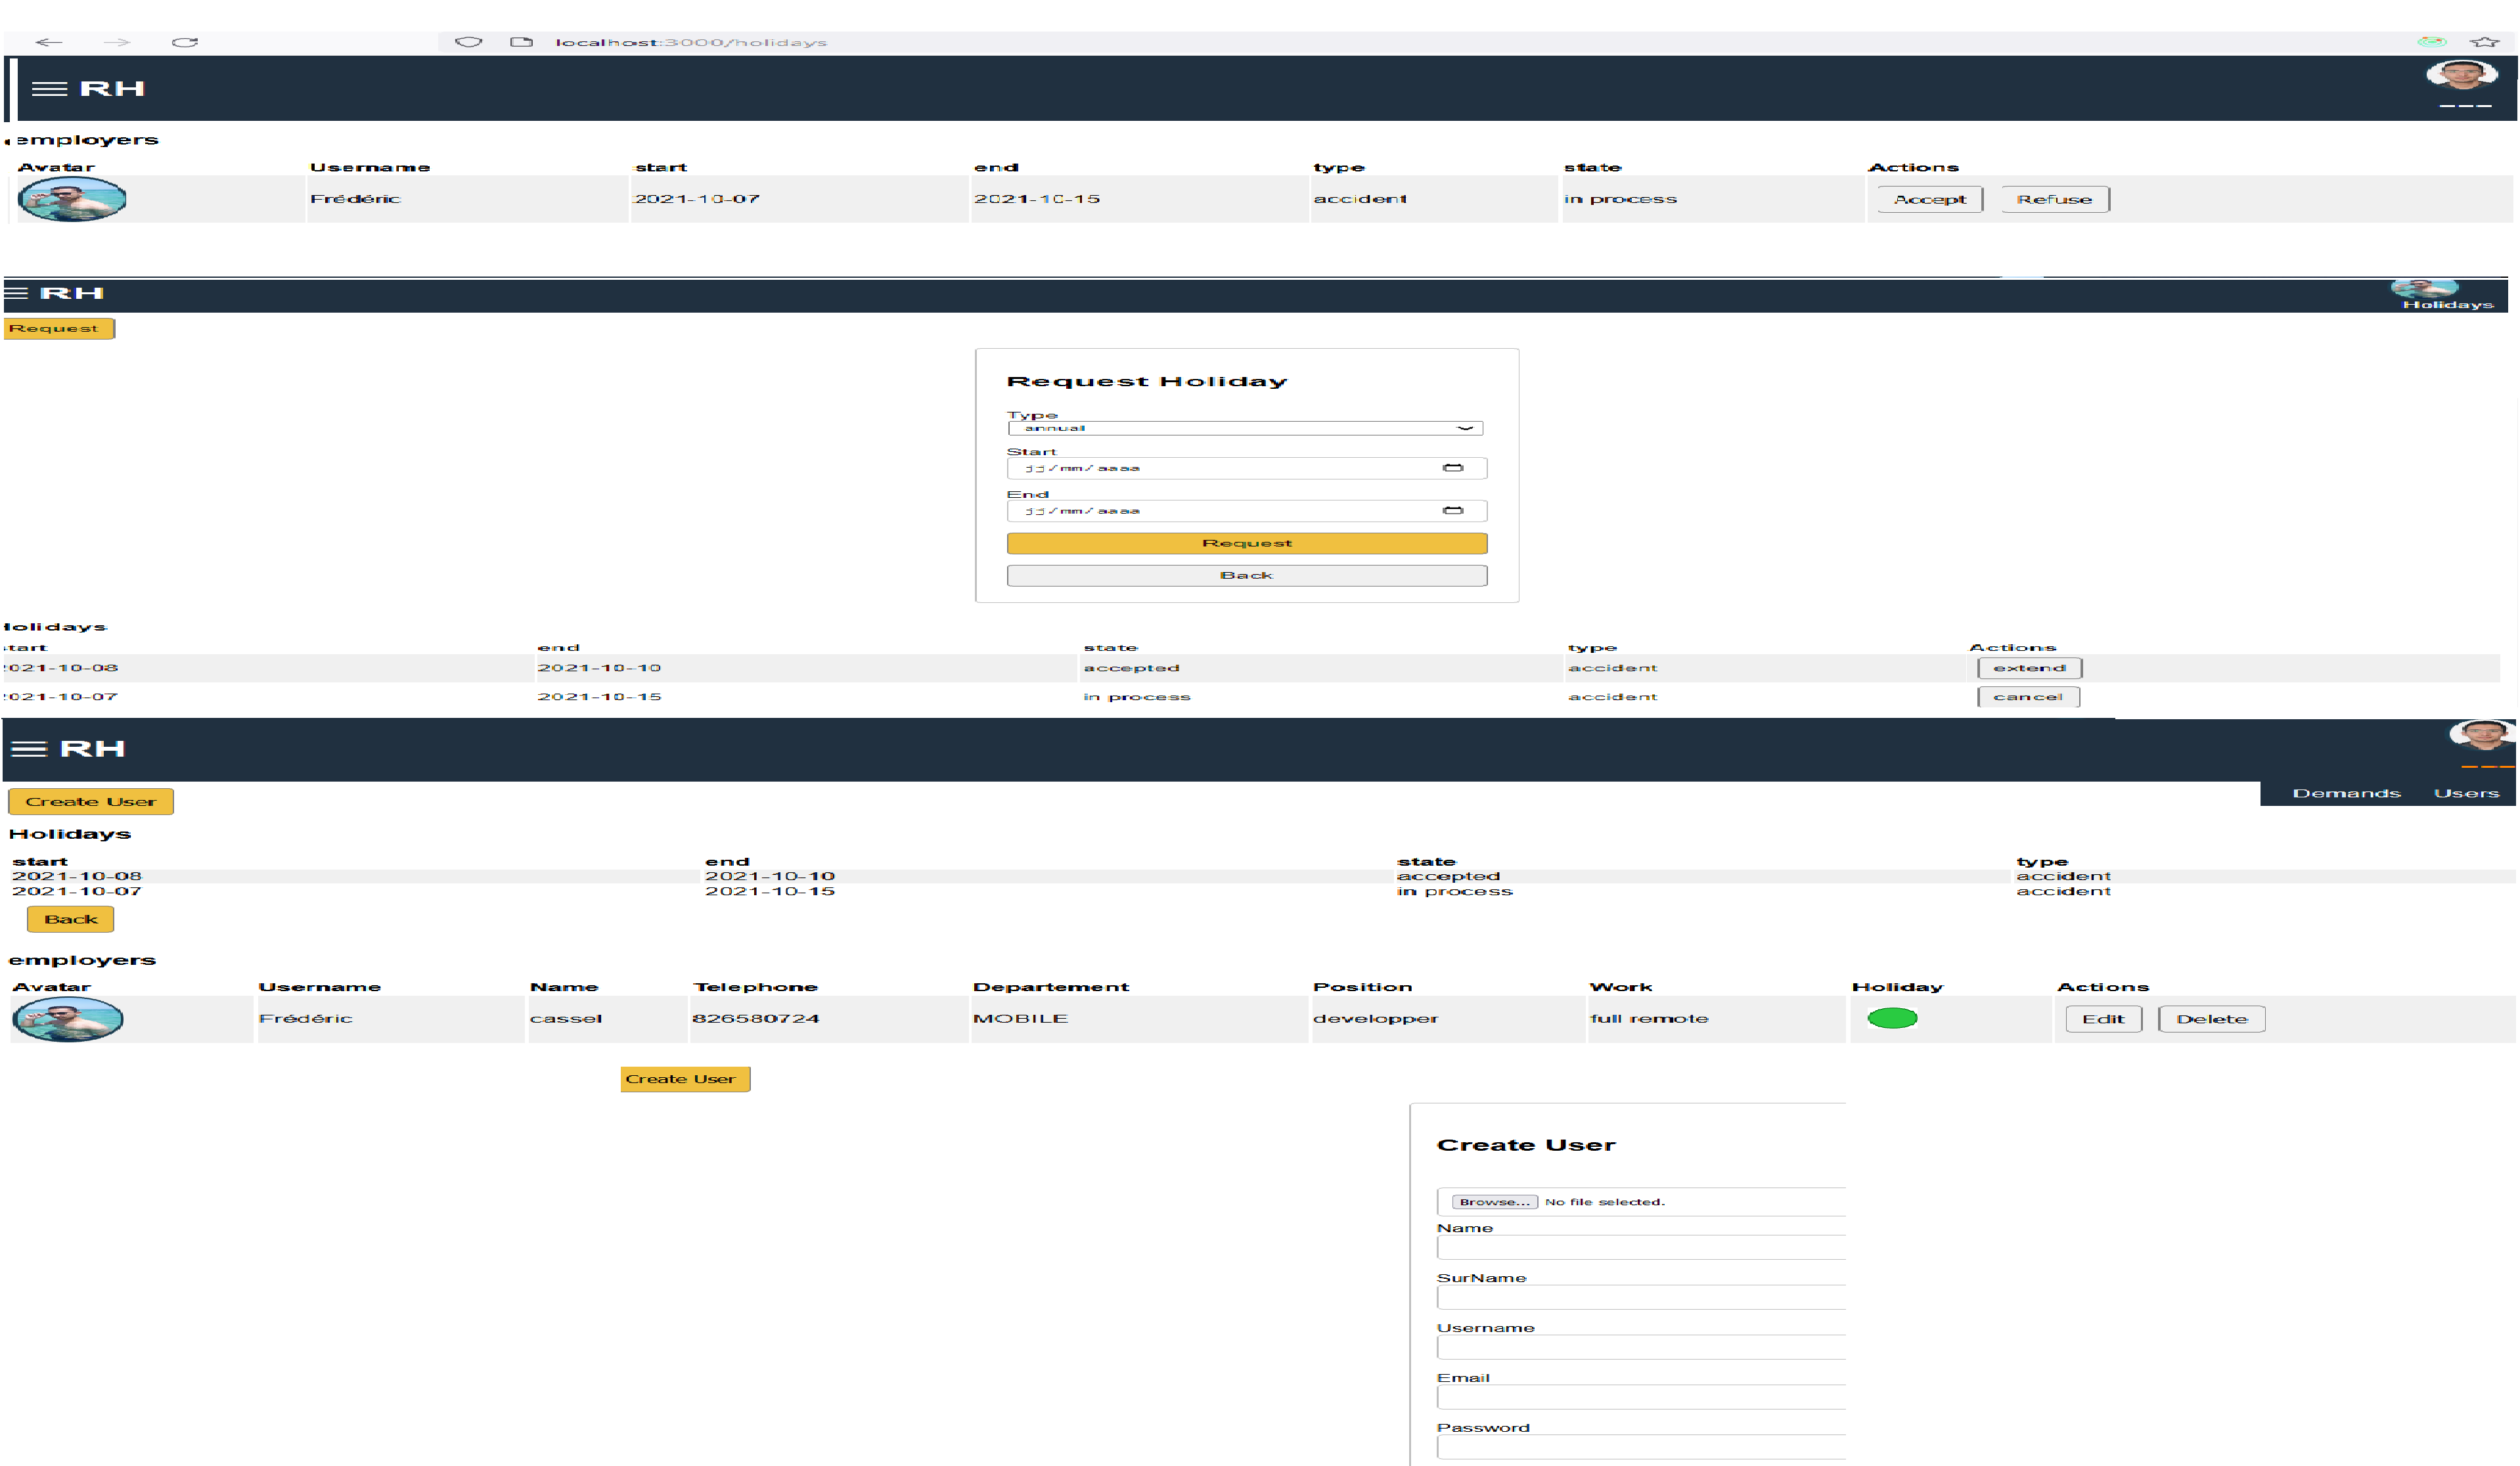 localhost:3000/holidays
RH
employers
Avatar Username start end type state Actions
Frédéric 2021-10-07 2021-10-15 accident in process Accept Refuse
RH
Holidays
Request
Request Holiday
Type
annual
Start
jj/mm/aaaa
End
jj/mm/aaaa
Request
Back
Holidays
start end state type Actions
2021-10-08 2021-10-10 accepted accident extend
2021-10-07 2021-10-15 in process accident cancel
RH
Create User
Demands Users
Holidays
start end state type
2021-10-08 2021-10-10 accepted accident
2021-10-07 2021-10-15 in process accident
Back
employers
Avatar Username Name Telephone Departement Position Work Holiday Actions
Frédéric cassel 826580724 MOBILE developper full remote Edit Delete
Create User
Create User
Browse... No file selected.
Name
SurName
Username
Email
Password